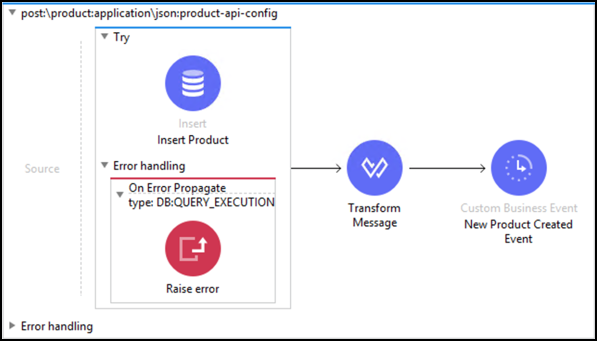 post:\product:application\json:product-api-config
Try
Insert
Insert Product
Source
Error handling
On Error Propagate
type: DB:QUERY_EXECUTION
Raise error
Transform
Message
Custom Business Event
New Product Created
Event
Error handling